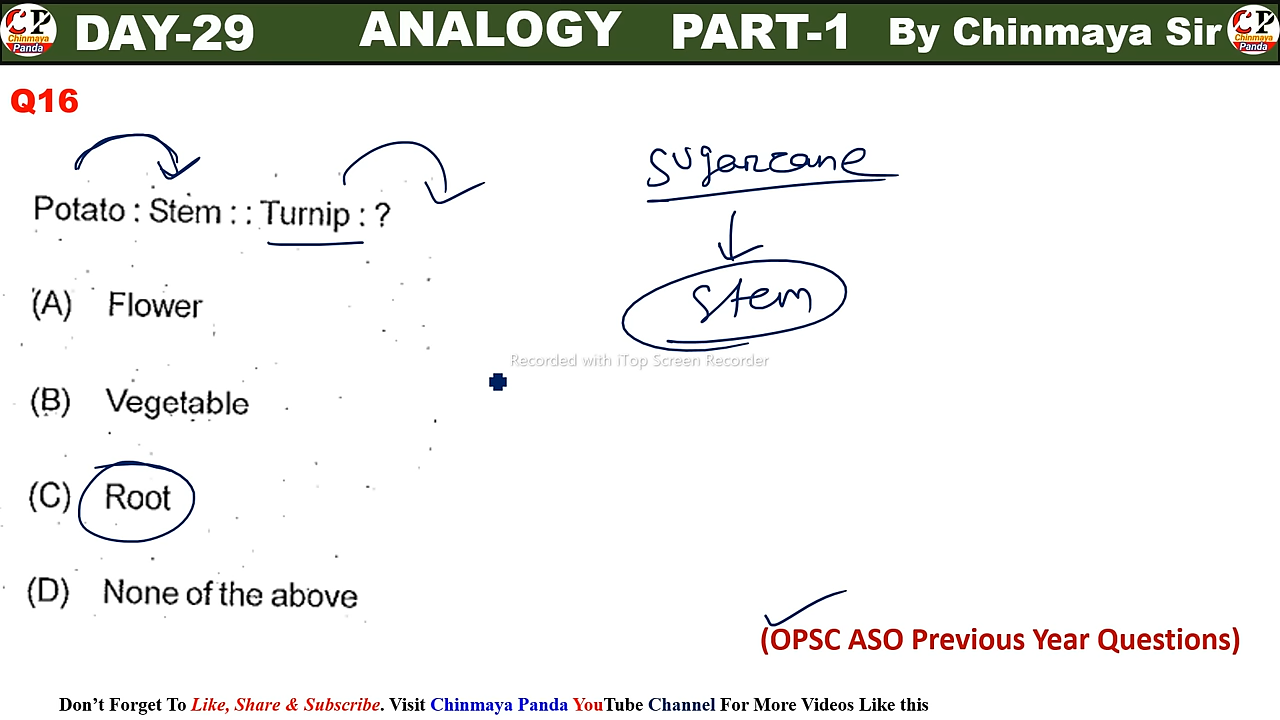 CP Chinmaya Panda DAY-29 ANALOGY PART-1 By Chinmaya Sir CP Chinmaya Panda
Q16
sugarcane
Potato : Stem : : Turnip : ?
stem
(A) Flower
Recorded with iTop Screen Recorder
(B) Vegetable
(C) Root
(D) None of the above
(OPSC ASO Previous Year Questions)
Don't Forget To Like, Share & Subscribe. Visit Chinmaya Panda YouTube Channel For More Videos Like this